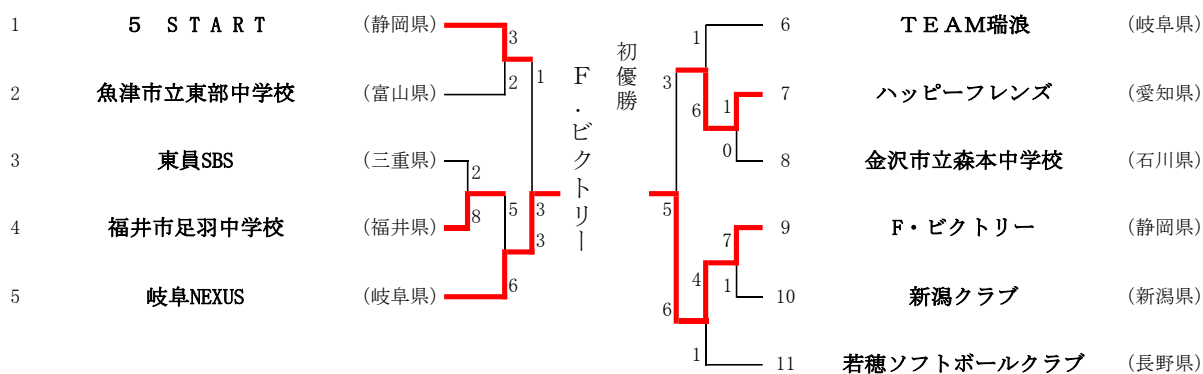 1 5 START (静岡県)
2 魚津市立東部中学校 (富山県)
3 東員SBS (三重県)
4 福井市足羽中学校 (福井県)
5 岐阜NEXUS (岐阜県)
3
2
1
2
8
5
6
3
3
F・ビクトリー
初優勝
5
3
6
1
6
1
0
7
1
4
1
6 TEAM瑞浪 (岐阜県)
7 ハッピーフレンズ (愛知県)
8 金沢市立森本中学校 (石川県)
9 F・ビクトリー (静岡県)
10 新潟クラブ (新潟県)
11 若穂ソフトボールクラブ (長野県)